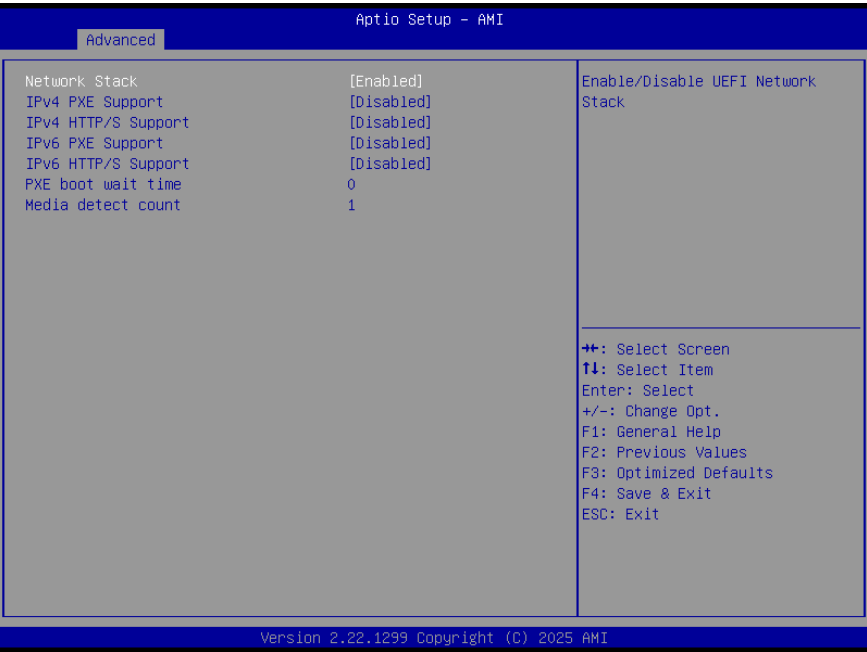 Aptio Setup – AMI
Advanced
Network Stack [Enabled]
IPv4 PXE Support [Disabled]
IPv4 HTTP/S Support [Disabled]
IPv6 PXE Support [Disabled]
IPv6 HTTP/S Support [Disabled]
PXE boot wait time 0
Media detect count 1
Enable/Disable UEFI Network
Stack
→←: Select Screen
↑↓: Select Item
Enter: Select
+/-: Change Opt.
F1: General Help
F2: Previous Values
F3: Optimized Defaults
F4: Save & Exit
ESC: Exit
Version 2.22.1299 Copyright (C) 2025 AMI